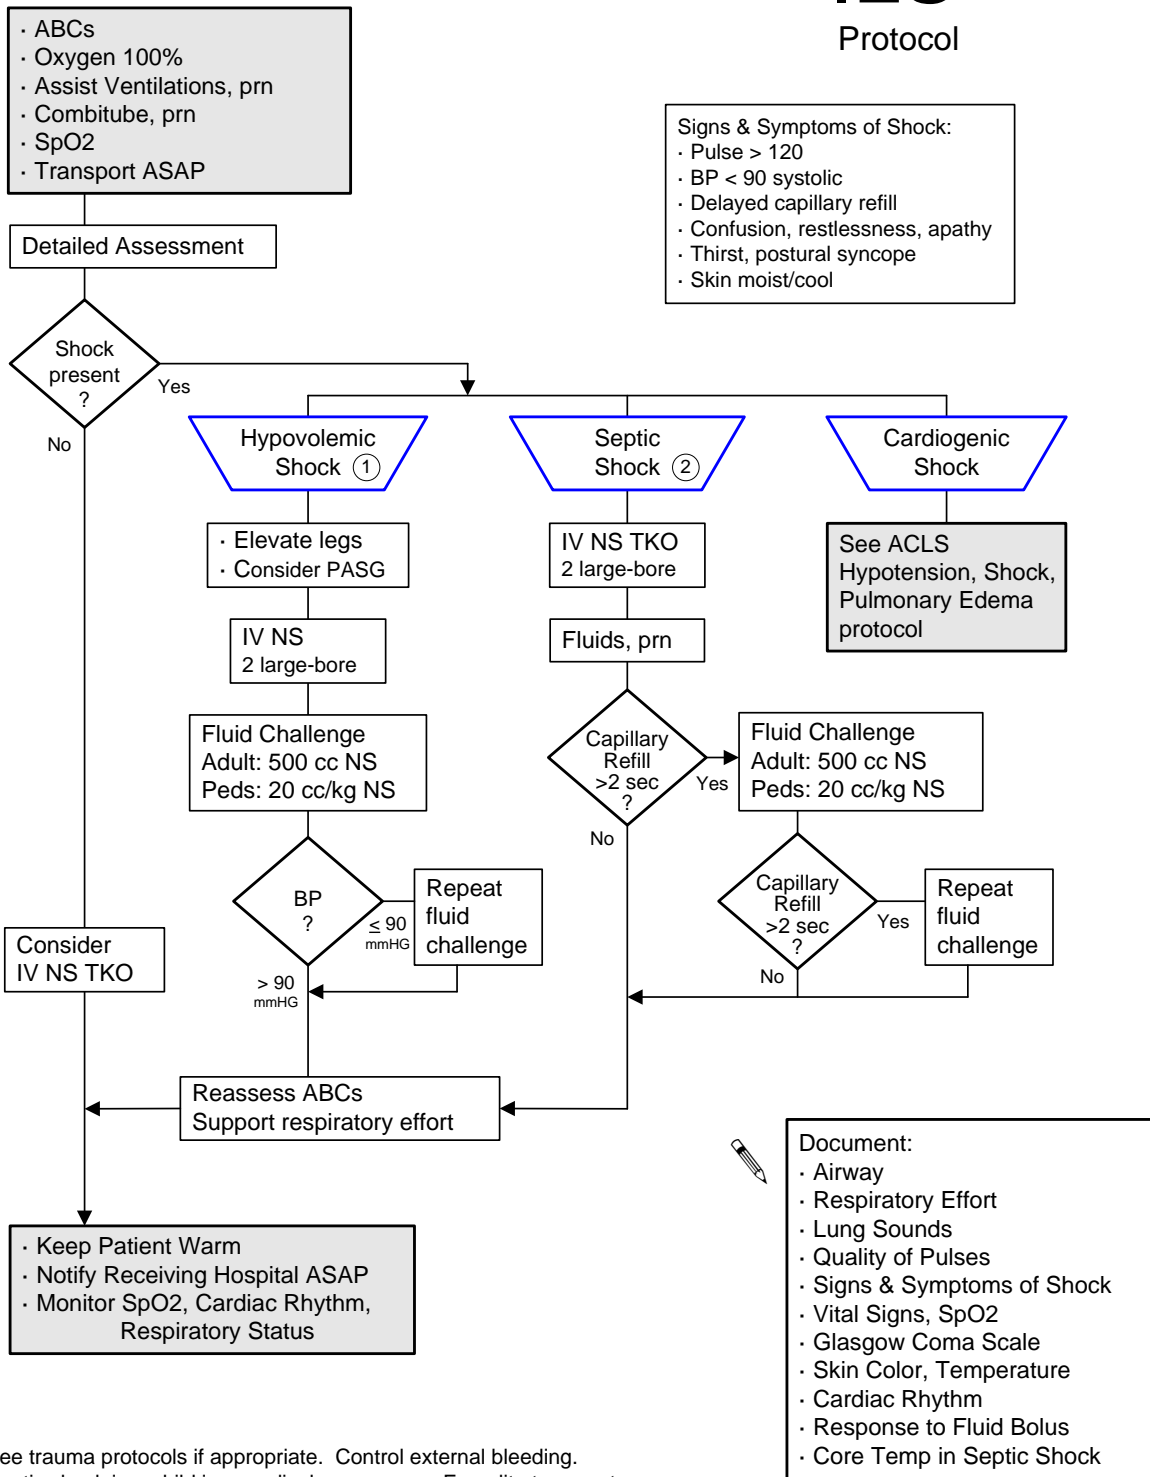 Protocol
· ABCs
· Oxygen 100%
· Assist Ventilations, prn
· Combitube, prn
· SpO2
· Transport ASAP
Signs & Symptoms of Shock:
· Pulse > 120
· BP < 90 systolic
· Delayed capillary refill
· Confusion, restlessness, apathy
· Thirst, postural syncope
· Skin moist/cool
Detailed Assessment
Shock
present
?
Yes
No
Hypovolemic
Shock 1
Septic
Shock 2
Cardiogenic
Shock
· Elevate legs
· Consider PASG
IV NS TKO
2 large-bore
See ACLS
Hypotension, Shock,
Pulmonary Edema
protocol
IV NS
2 large-bore
Fluids, prn
Fluid Challenge
Adult: 500 cc NS
Peds: 20 cc/kg NS
Capillary
Refill
>2 sec
?
Yes
No
Fluid Challenge
Adult: 500 cc NS
Peds: 20 cc/kg NS
BP
?
≤ 90
mmHG
Repeat
fluid
challenge
> 90
mmHG
Capillary
Refill
>2 sec
?
Yes
No
Repeat
fluid
challenge
Consider
IV NS TKO
Reassess ABCs
Support respiratory effort
· Keep Patient Warm
· Notify Receiving Hospital ASAP
· Monitor SpO2, Cardiac Rhythm,
Respiratory Status
Document:
· Airway
· Respiratory Effort
· Lung Sounds
· Quality of Pulses
· Signs & Symptoms of Shock
· Vital Signs, SpO2
· Glasgow Coma Scale
· Skin Color, Temperature
· Cardiac Rhythm
· Response to Fluid Bolus
· Core Temp in Septic Shock
ee trauma protocols if appropriate. Control external bleeding.